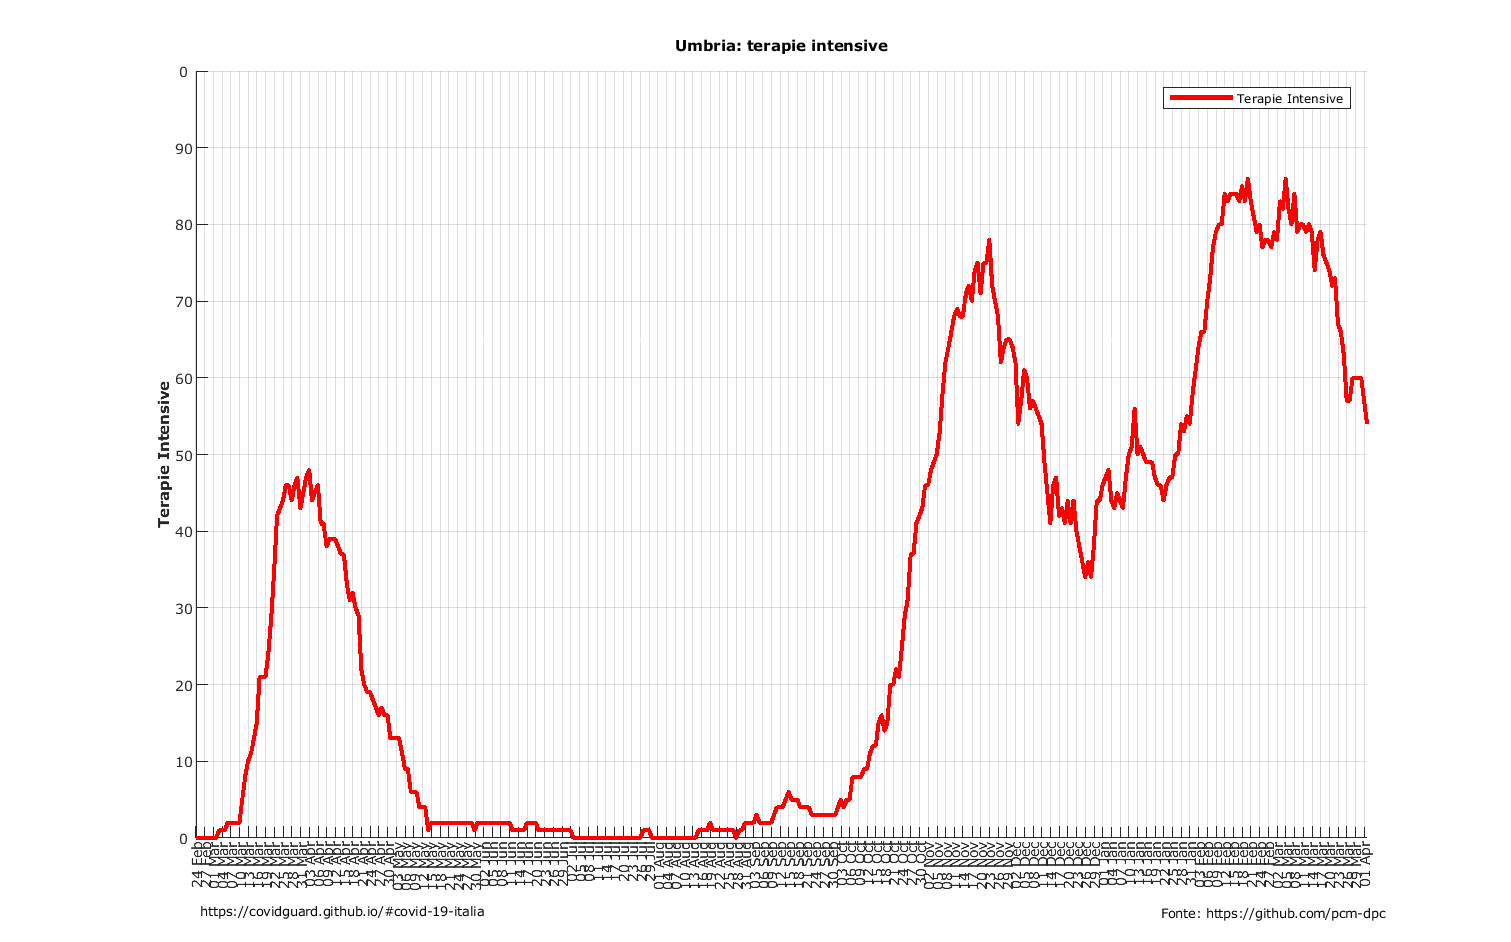 Umbria: terapie intensive
Terapie Intensive
Terapie Intensive
0
90
80
70
60
50
40
30
20
10
0
24 Feb
27 Feb
01 Mar
04 Mar
07 Mar
10 Mar
13 Mar
16 Mar
19 Mar
22 Mar
25 Mar
28 Mar
31 Mar
03 Apr
06 Apr
09 Apr
12 Apr
15 Apr
18 Apr
21 Apr
24 Apr
27 Apr
30 Apr
03 May
06 May
09 May
12 May
15 May
18 May
21 May
24 May
27 May
30 May
02 Jun
05 Jun
08 Jun
11 Jun
14 Jun
17 Jun
20 Jun
23 Jun
26 Jun
29 Jun
02 Jul
05 Jul
08 Jul
11 Jul
14 Jul
17 Jul
20 Jul
23 Jul
26 Jul
29 Jul
01 Aug
04 Aug
07 Aug
10 Aug
13 Aug
16 Aug
19 Aug
22 Aug
25 Aug
28 Aug
31 Aug
03 Sep
06 Sep
09 Sep
12 Sep
15 Sep
18 Sep
21 Sep
24 Sep
27 Sep
30 Sep
03 Oct
06 Oct
09 Oct
12 Oct
15 Oct
18 Oct
21 Oct
24 Oct
27 Oct
30 Oct
02 Nov
05 Nov
08 Nov
11 Nov
14 Nov
17 Nov
20 Nov
23 Nov
26 Nov
29 Nov
02 Dec
05 Dec
08 Dec
11 Dec
14 Dec
17 Dec
20 Dec
23 Dec
26 Dec
29 Dec
01 Jan
04 Jan
07 Jan
10 Jan
13 Jan
16 Jan
19 Jan
22 Jan
25 Jan
28 Jan
31 Jan
03 Feb
06 Feb
09 Feb
12 Feb
15 Feb
18 Feb
21 Feb
24 Feb
27 Feb
02 Mar
05 Mar
08 Mar
11 Mar
14 Mar
17 Mar
20 Mar
23 Mar
26 Mar
29 Mar
01 Apr
https://covidguard.github.io/#covid-19-italia
Fonte: https://github.com/pcm-dpc